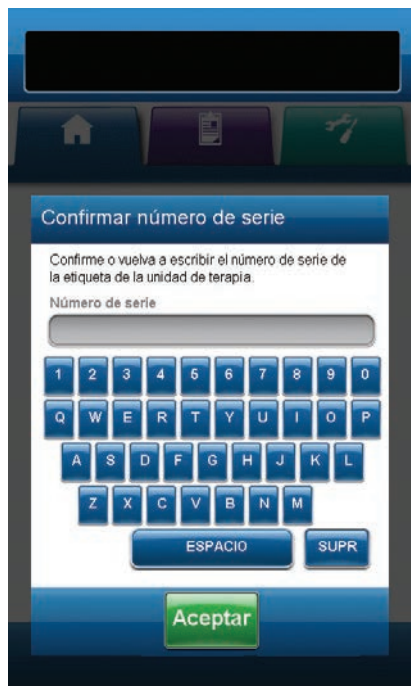 Confirmar número de serie
Confirme o vuelva a escribir el número de serie de
la etiqueta de la unidad de terapia.
Número de serie
1 2 3 4 5 6 7 8 9 0
Q W E R T Y U I O P
A S D F G H J K L
Z X C V B N M
ESPACIO SUPR
Aceptar